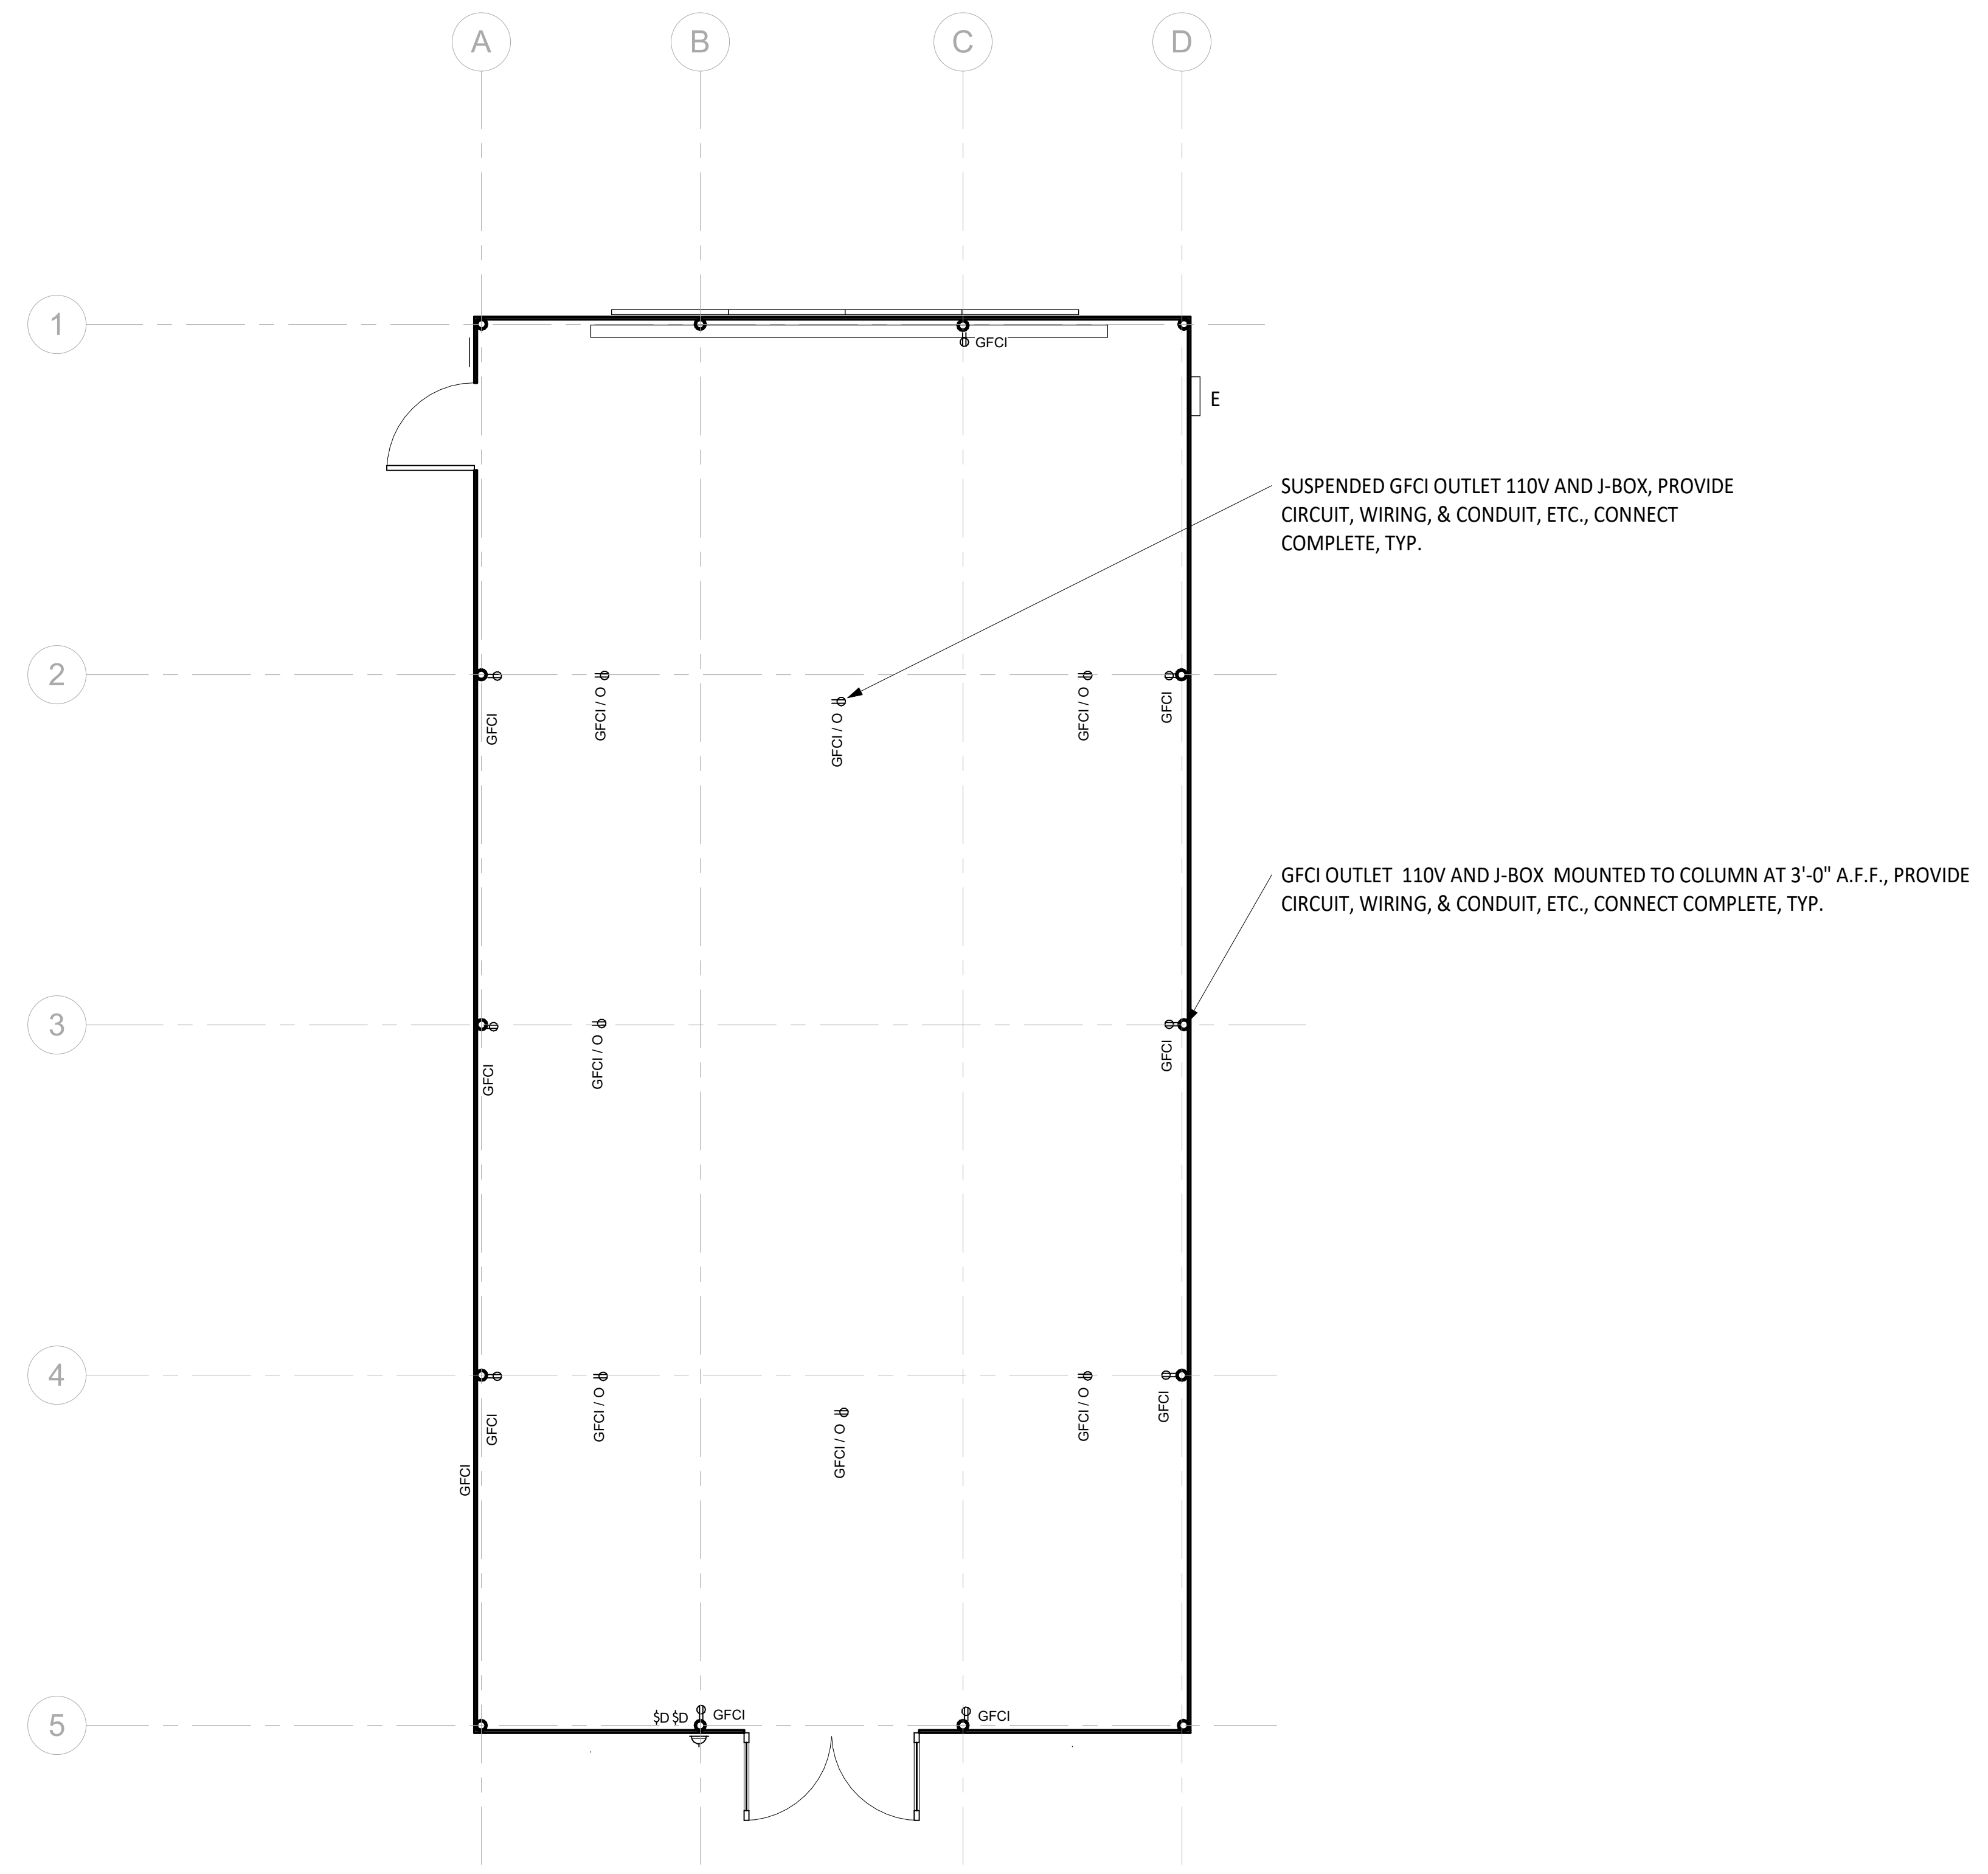 A
B
C
D
1
GFCI
E
SUSPENDED GFCI OUTLET 110V AND J-BOX, PROVIDE
CIRCUIT, WIRING, & CONDUIT, ETC., CONNECT
COMPLETE, TYP.
2
GFCI
GFCI / O
GFCI / O
GFCI / O
GFCI
GFCI OUTLET 110V AND J-BOX MOUNTED TO COLUMN AT 3'-0" A.F.F., PROVIDE
CIRCUIT, WIRING, & CONDUIT, ETC., CONNECT COMPLETE, TYP.
3
GFCI
GFCI / O
GFCI
4
GFCI
GFCI / O
GFCI / O
GFCI / O
GFCI
GFCI
5
$D $D
GFCI
GFCI